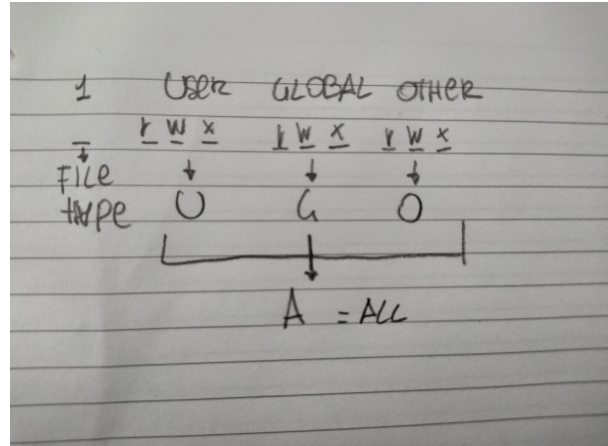 1 USER GLOBAL OTHER
_ r w x r w x r w x
FILE
TYPE U G O
A = ALL